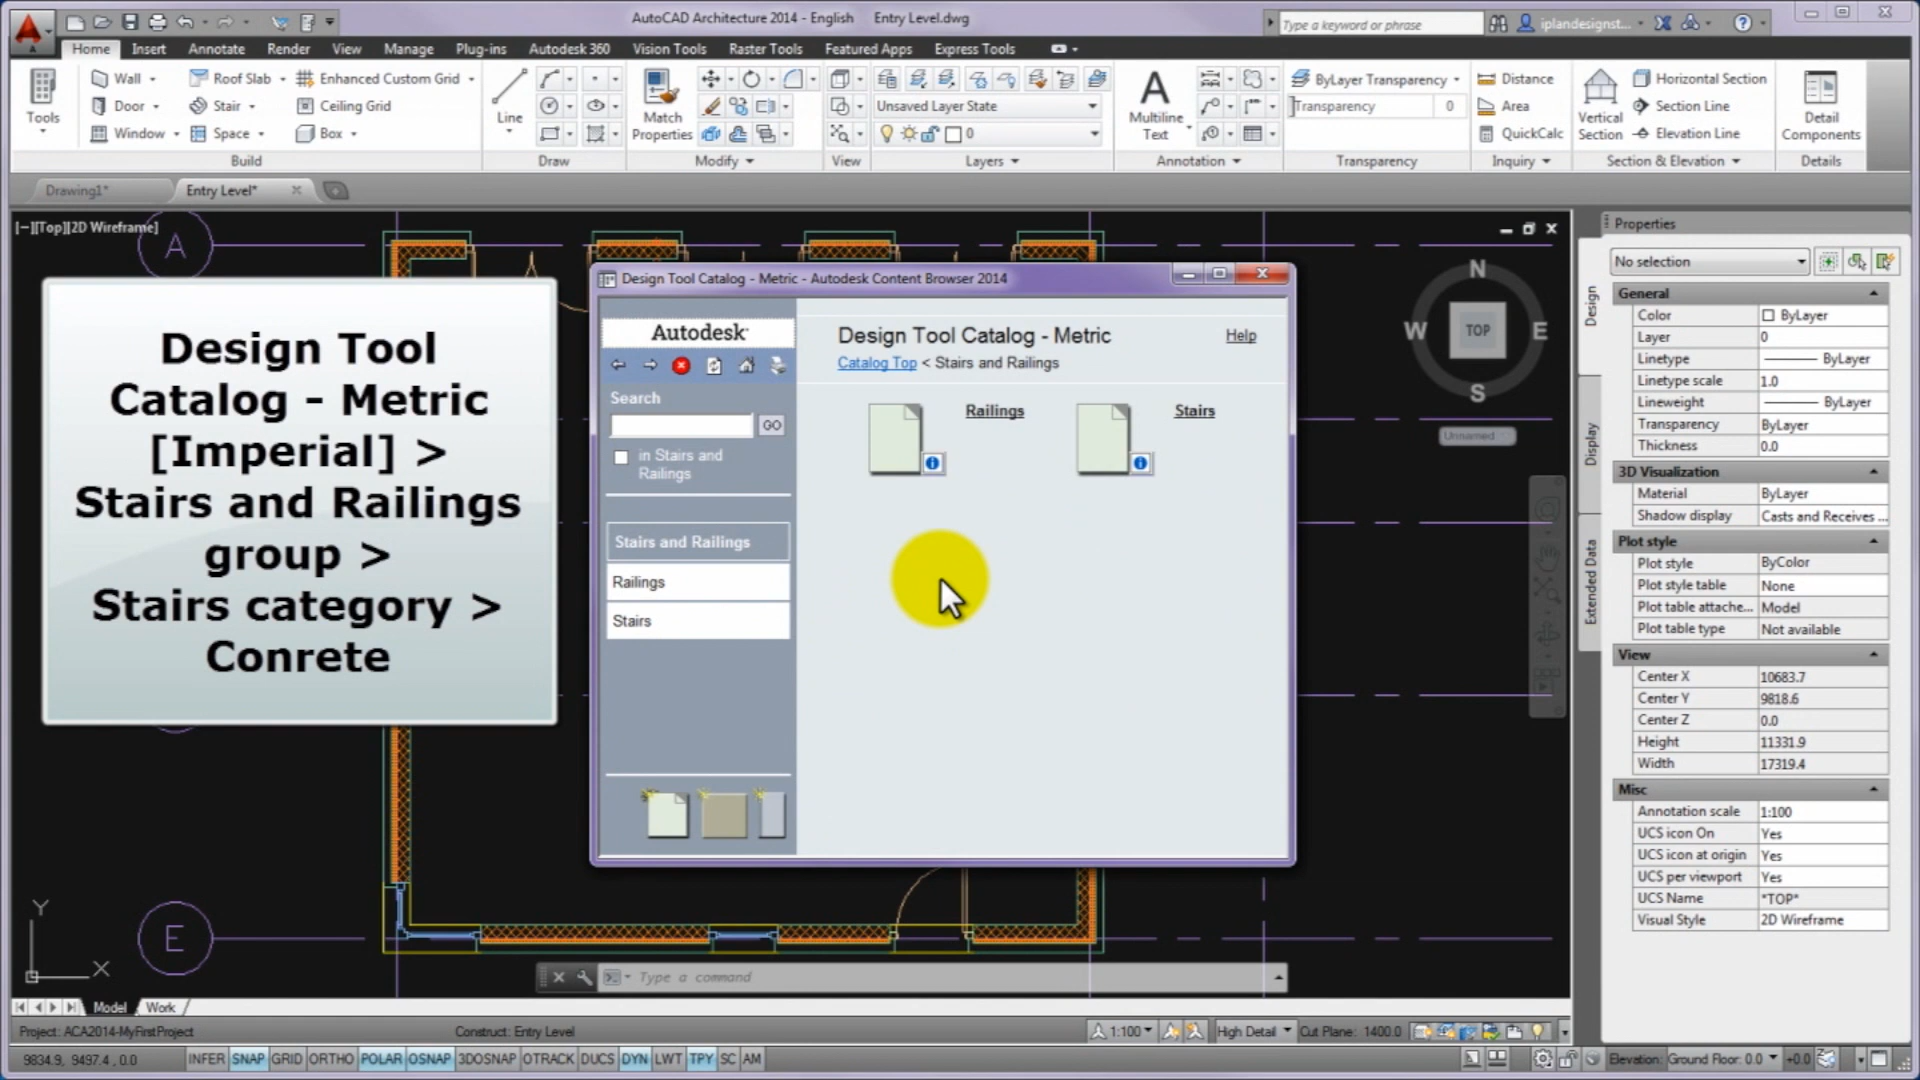 AutoCAD Architecture 2014 - English Entry Level.dwg
Type a keyword or phrase
iplandesignst...
Home Insert Annotate Render View Manage Plug-ins Autodesk 360 Vision Tools Raster Tools Featured Apps Express Tools
Tools
Wall
Door
Window
Roof Slab
Stair
Space
Enhanced Custom Grid
Ceiling Grid
Box
Build
Line
Draw
Match
Properties
Modify
View
Unsaved Layer State
0
Layers
A
Multiline
Text
Annotation
ByLayer Transparency
Transparency 0
Transparency
Distance
Area
QuickCalc
Inquiry
Vertical
Section
Horizontal Section
Section Line
Elevation Line
Section & Elevation
Detail
Components
Details
Drawing1*
Entry Level*
[−][Top][2D Wireframe]
A
E
Y
X
Design Tool
Catalog - Metric
[Imperial] >
Stairs and Railings
group >
Stairs category >
Conrete
Design Tool Catalog - Metric - Autodesk Content Browser 2014
Autodesk
Search
GO
in Stairs and
Railings
Stairs and Railings
Railings
Stairs
Design Tool Catalog - Metric
Help
Catalog Top < Stairs and Railings
Railings
Stairs
N
W
TOP
E
S
Unnamed
Properties
No selection
Design
Display
Extended Data
General
Color ByLayer
Layer 0
Linetype ByLayer
Linetype scale 1.0
Lineweight ByLayer
Transparency ByLayer
Thickness 0.0
3D Visualization
Material ByLayer
Shadow display Casts and Receives ...
Plot style
Plot style ByColor
Plot style table None
Plot table attache... Model
Plot table type Not available
View
Center X 10683.7
Center Y 9818.6
Center Z 0.0
Height 11331.9
Width 17319.4
Misc
Annotation scale 1:100
UCS icon On Yes
UCS icon at origin Yes
UCS per viewport Yes
UCS Name *TOP*
Visual Style 2D Wireframe
Type a command
Model Work
Project: ACA2014-MyFirstProject
Construct: Entry Level
1:100
High Detail
Cut Plane: 1400.0
9834.9, 9497.4, 0.0
INFER SNAP GRID ORTHO POLAR OSNAP 3DOSNAP OTRACK DUCS DYN LWT TPY SC AM
Elevation: Ground Floor: 0.0
+0.0